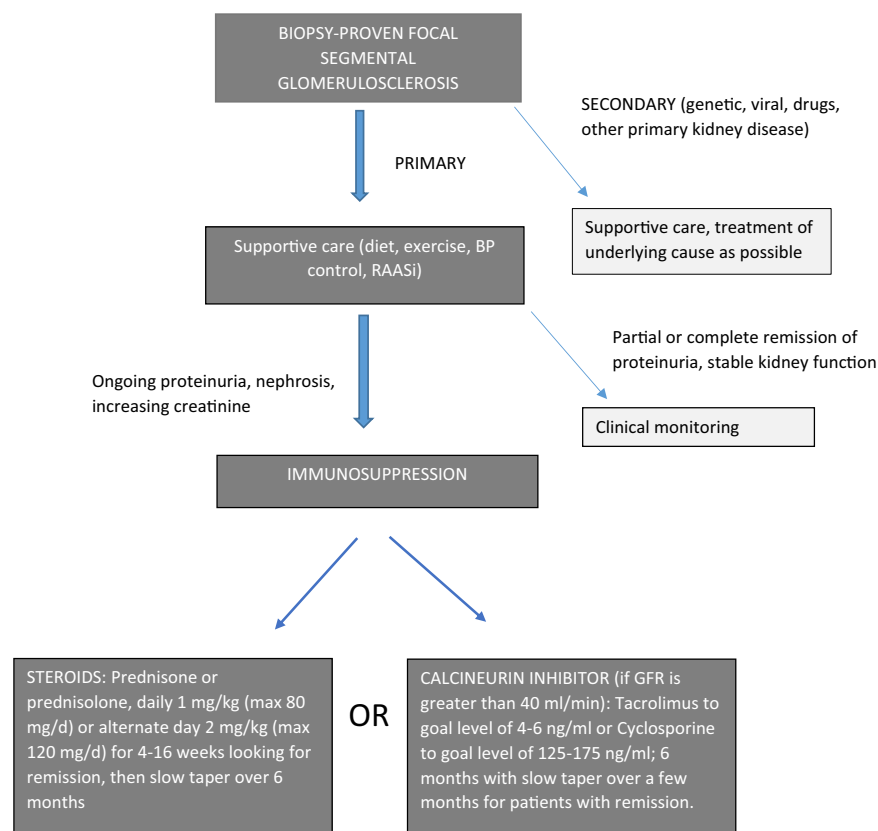 BIOPSY-PROVEN FOCAL
SEGMENTAL
GLOMERULOSCLEROSIS
SECONDARY (genetic, viral, drugs,
other primary kidney disease)
PRIMARY
Supportive care, treatment of
underlying cause as possible
Supportive care (diet, exercise, BP
control, RAASi)
Partial or complete remission of
proteinuria, stable kidney function
Ongoing proteinuria, nephrosis,
increasing creatinine
Clinical monitoring
IMMUNOSUPPRESSION
STEROIDS: Prednisone or
prednisolone, daily 1 mg/kg (max 80
mg/d) or alternate day 2 mg/kg (max
120 mg/d) for 4-16 weeks looking for
remission, then slow taper over 6
months
OR
CALCINEURIN INHIBITOR (if GFR is
greater than 40 ml/min): Tacrolimus to
goal level of 4-6 ng/ml or Cyclosporine
to goal level of 125-175 ng/ml; 6
months with slow taper over a few
months for patients with remission.